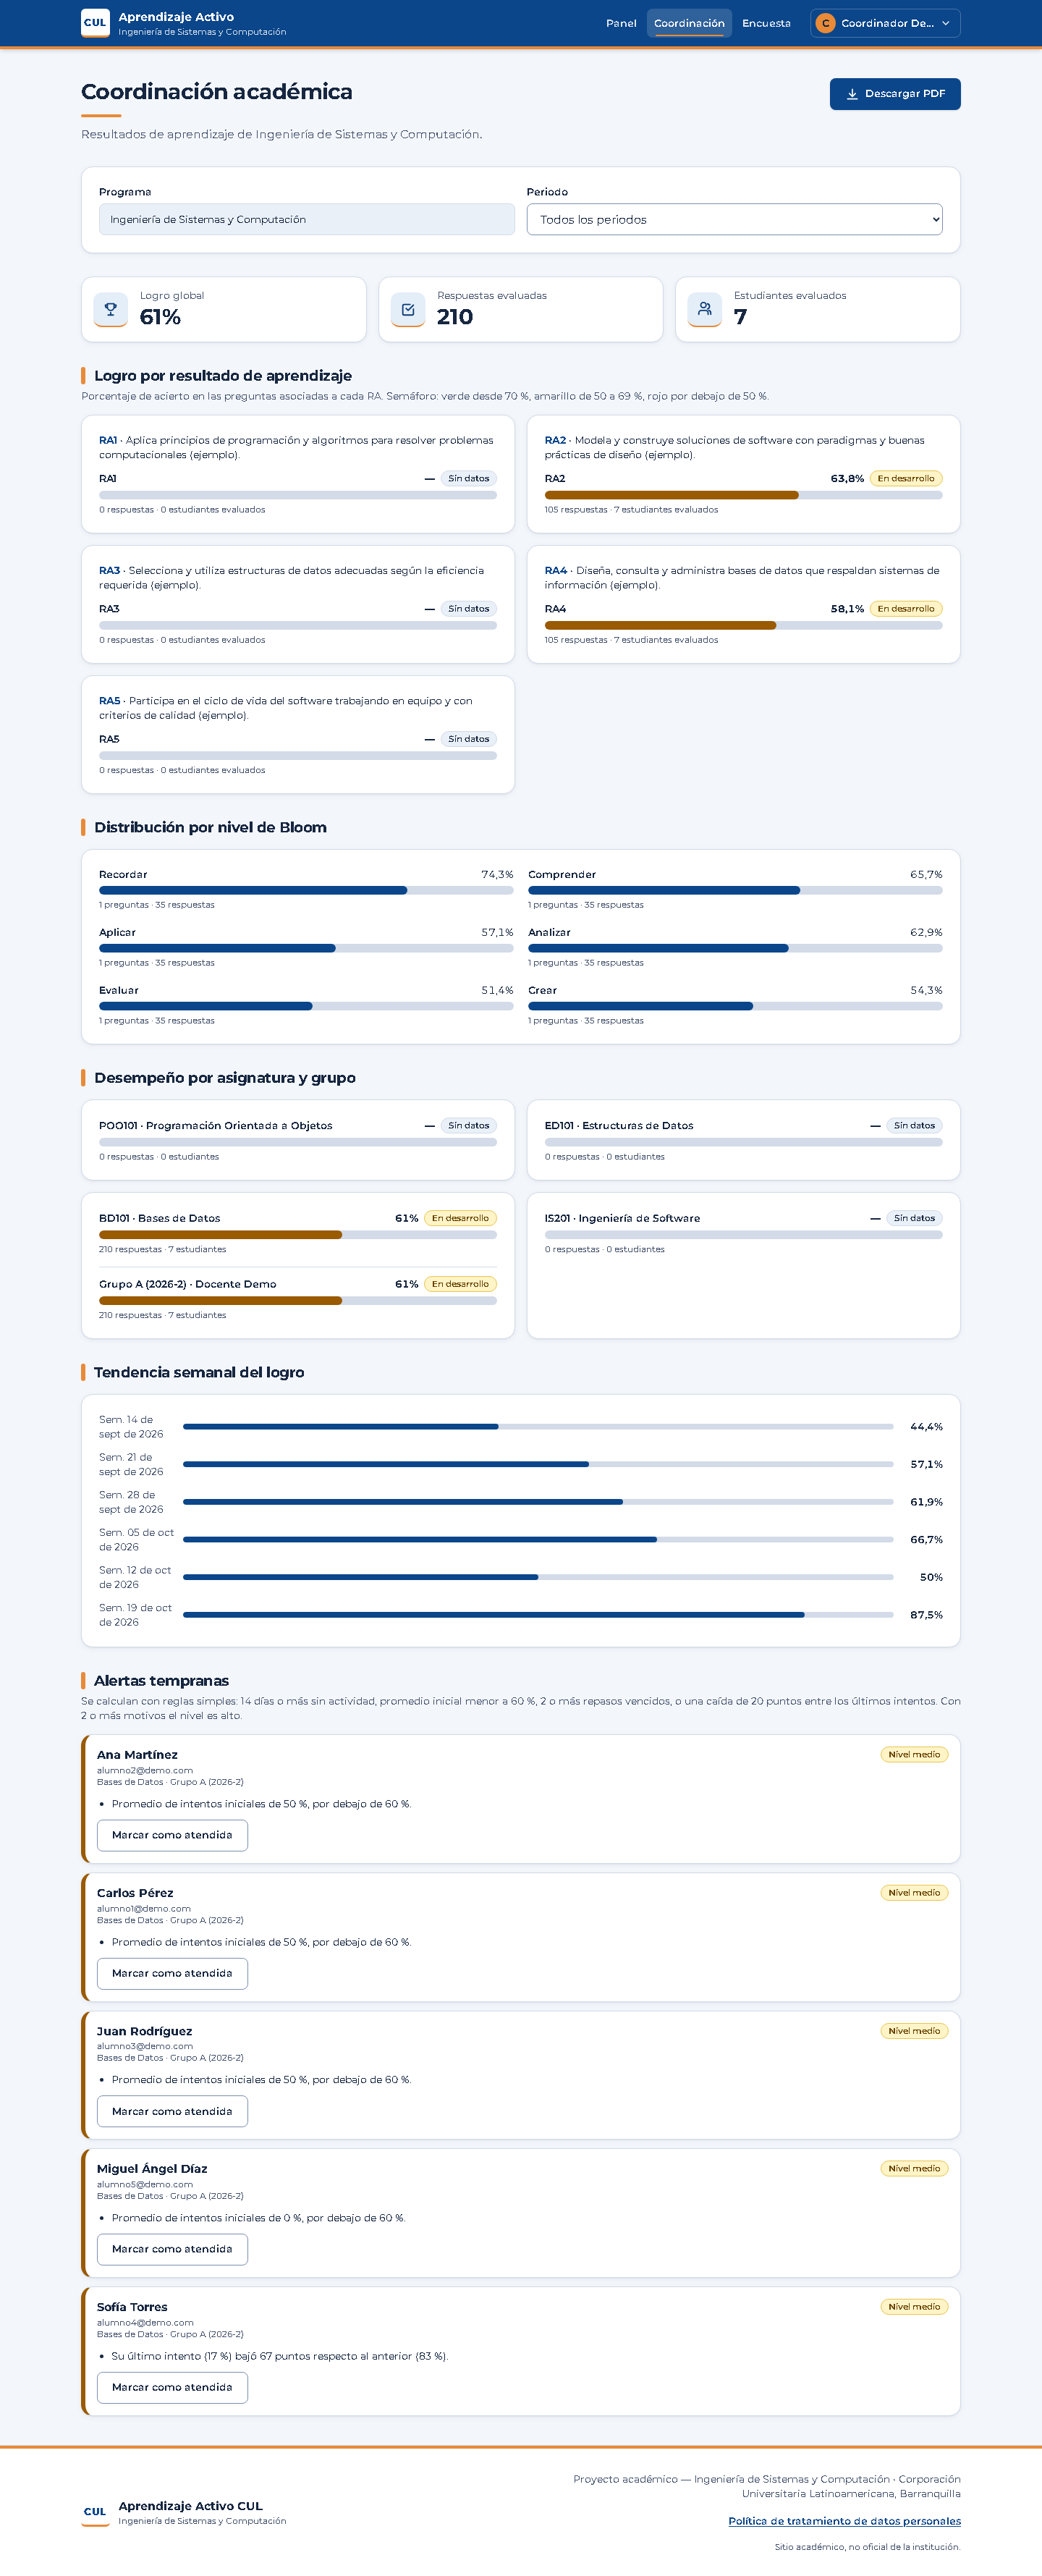 CUL
Aprendizaje Activo
Ingeniería de Sistemas y Computación
Panel
Coordinación
Encuesta
C
Coordinador De...
Coordinación académica
Descargar PDF
Resultados de aprendizaje de Ingeniería de Sistemas y Computación.
Programa
Ingeniería de Sistemas y Computación
Periodo
Todos los periodos
Logro global
61%
Respuestas evaluadas
210
Estudiantes evaluados
7
Logro por resultado de aprendizaje
Porcentaje de acierto en las preguntas asociadas a cada RA. Semáforo: verde desde 70 %, amarillo de 50 a 69 %, rojo por debajo de 50 %.
RA1 · Aplica principios de programación y algoritmos para resolver problemas
computacionales (ejemplo).
RA1 — Sin datos
0 respuestas · 0 estudiantes evaluados
RA2 · Modela y construye soluciones de software con paradigmas y buenas
prácticas de diseño (ejemplo).
RA2 63,8% En desarrollo
105 respuestas · 7 estudiantes evaluados
RA3 · Selecciona y utiliza estructuras de datos adecuadas según la eficiencia
requerida (ejemplo).
RA3 — Sin datos
0 respuestas · 0 estudiantes evaluados
RA4 · Diseña, consulta y administra bases de datos que respaldan sistemas de
información (ejemplo).
RA4 58,1% En desarrollo
105 respuestas · 7 estudiantes evaluados
RA5 · Participa en el ciclo de vida del software trabajando en equipo y con
criterios de calidad (ejemplo).
RA5 — Sin datos
0 respuestas · 0 estudiantes evaluados
Distribución por nivel de Bloom
Recordar 74,3%
1 preguntas · 35 respuestas
Comprender 65,7%
1 preguntas · 35 respuestas
Aplicar 57,1%
1 preguntas · 35 respuestas
Analizar 62,9%
1 preguntas · 35 respuestas
Evaluar 51,4%
1 preguntas · 35 respuestas
Crear 54,3%
1 preguntas · 35 respuestas
Desempeño por asignatura y grupo
POO101 · Programación Orientada a Objetos — Sin datos
0 respuestas · 0 estudiantes
ED101 · Estructuras de Datos — Sin datos
0 respuestas · 0 estudiantes
BD101 · Bases de Datos 61% En desarrollo
210 respuestas · 7 estudiantes
Grupo A (2026-2) · Docente Demo 61% En desarrollo
210 respuestas · 7 estudiantes
IS201 · Ingeniería de Software — Sin datos
0 respuestas · 0 estudiantes
Tendencia semanal del logro
Sem. 14 de
sept de 2026
44,4%
Sem. 21 de
sept de 2026
57,1%
Sem. 28 de
sept de 2026
61,9%
Sem. 05 de oct
de 2026
66,7%
Sem. 12 de oct
de 2026
50%
Sem. 19 de oct
de 2026
87,5%
Alertas tempranas
Se calculan con reglas simples: 14 días o más sin actividad, promedio inicial menor a 60 %, 2 o más repasos vencidos, o una caída de 20 puntos entre los últimos intentos. Con
2 o más motivos el nivel es alto.
Ana Martínez
Nivel medio
alumno2@demo.com
Bases de Datos · Grupo A (2026-2)
• Promedio de intentos iniciales de 50 %, por debajo de 60 %.
Marcar como atendida
Carlos Pérez
Nivel medio
alumno1@demo.com
Bases de Datos · Grupo A (2026-2)
• Promedio de intentos iniciales de 50 %, por debajo de 60 %.
Marcar como atendida
Juan Rodríguez
Nivel medio
alumno3@demo.com
Bases de Datos · Grupo A (2026-2)
• Promedio de intentos iniciales de 50 %, por debajo de 60 %.
Marcar como atendida
Miguel Ángel Díaz
Nivel medio
alumno5@demo.com
Bases de Datos · Grupo A (2026-2)
• Promedio de intentos iniciales de 0 %, por debajo de 60 %.
Marcar como atendida
Sofía Torres
Nivel medio
alumno4@demo.com
Bases de Datos · Grupo A (2026-2)
• Su último intento (17 %) bajó 67 puntos respecto al anterior (83 %).
Marcar como atendida
CUL
Aprendizaje Activo CUL
Ingeniería de Sistemas y Computación
Proyecto académico — Ingeniería de Sistemas y Computación · Corporación
Universitaria Latinoamericana, Barranquilla
Política de tratamiento de datos personales
Sitio académico, no oficial de la institución.